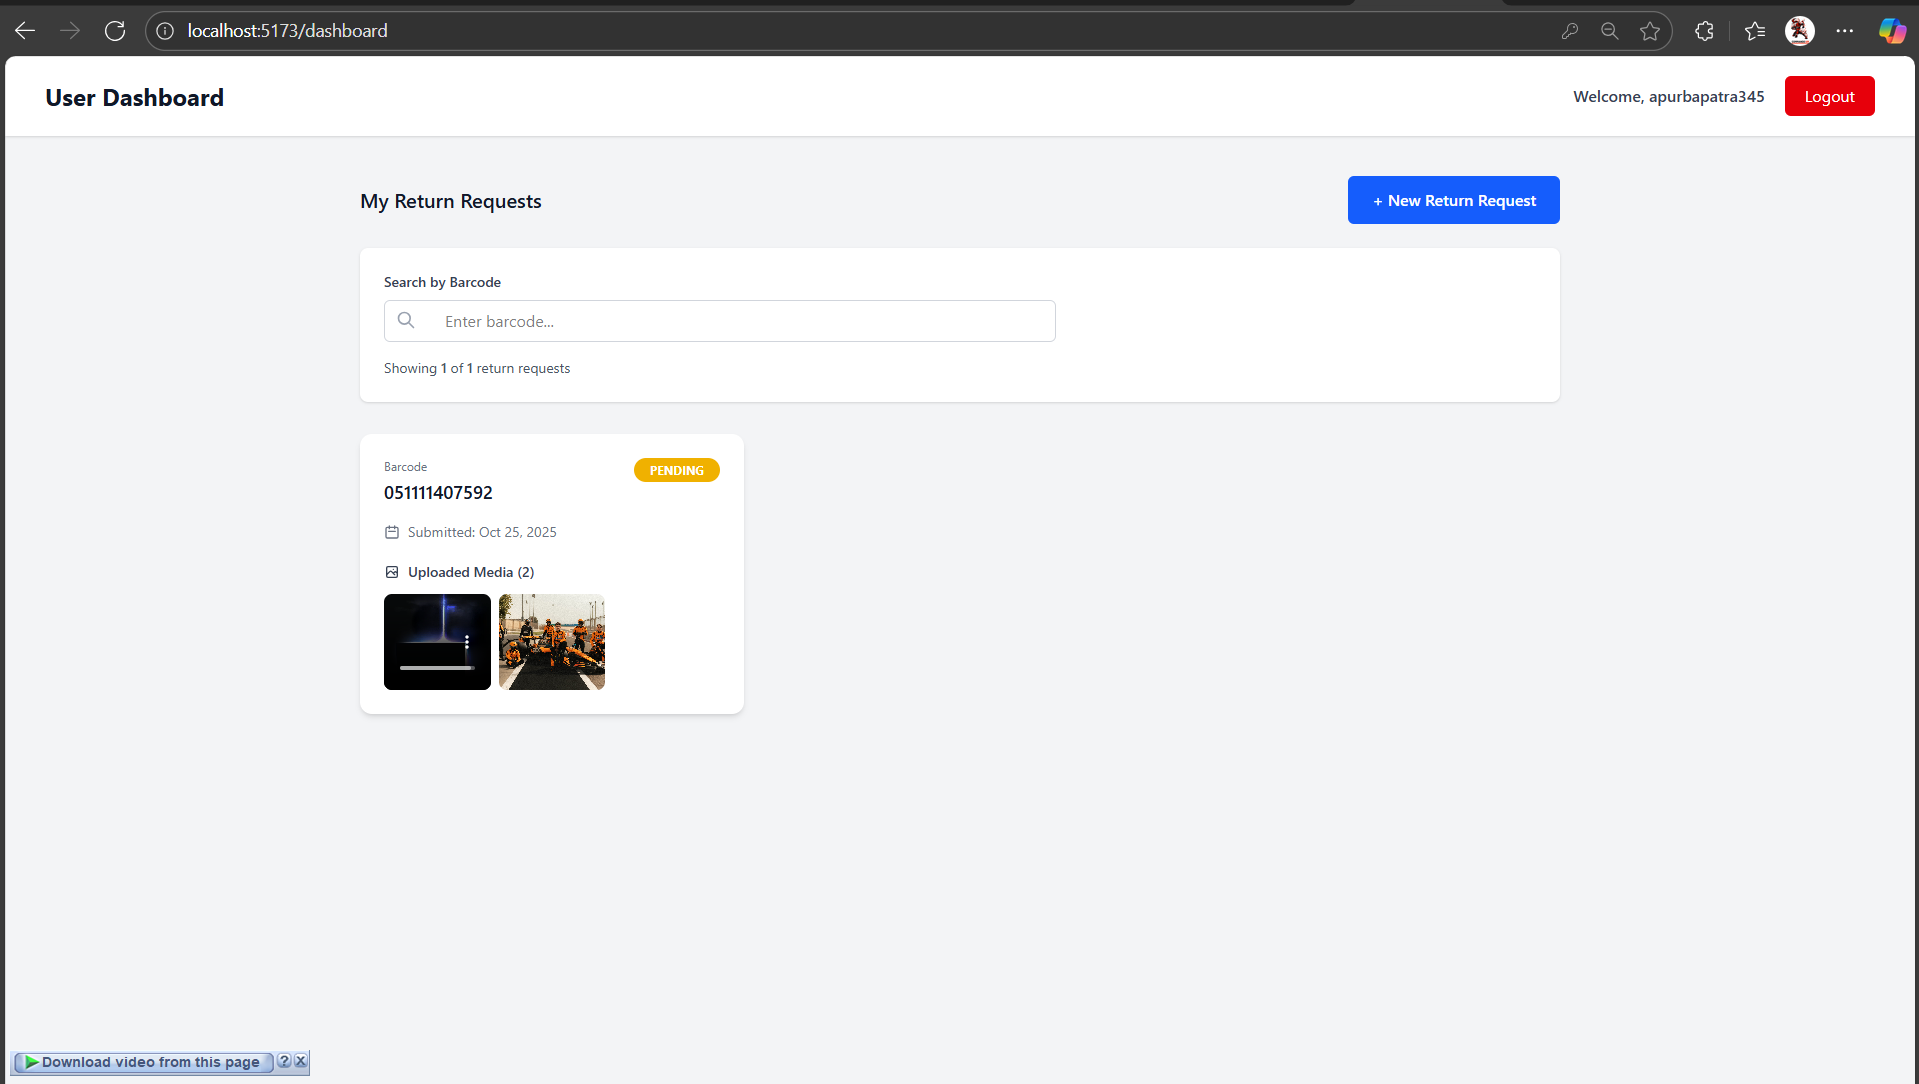 localhost:5173/dashboard
User Dashboard
Welcome, apurbapatra345
Logout
My Return Requests
+ New Return Request
Search by Barcode
Enter barcode...
Showing 1 of 1 return requests
Barcode
051111407592
PENDING
Submitted: Oct 25, 2025
Uploaded Media (2)
Download video from this page
?
X